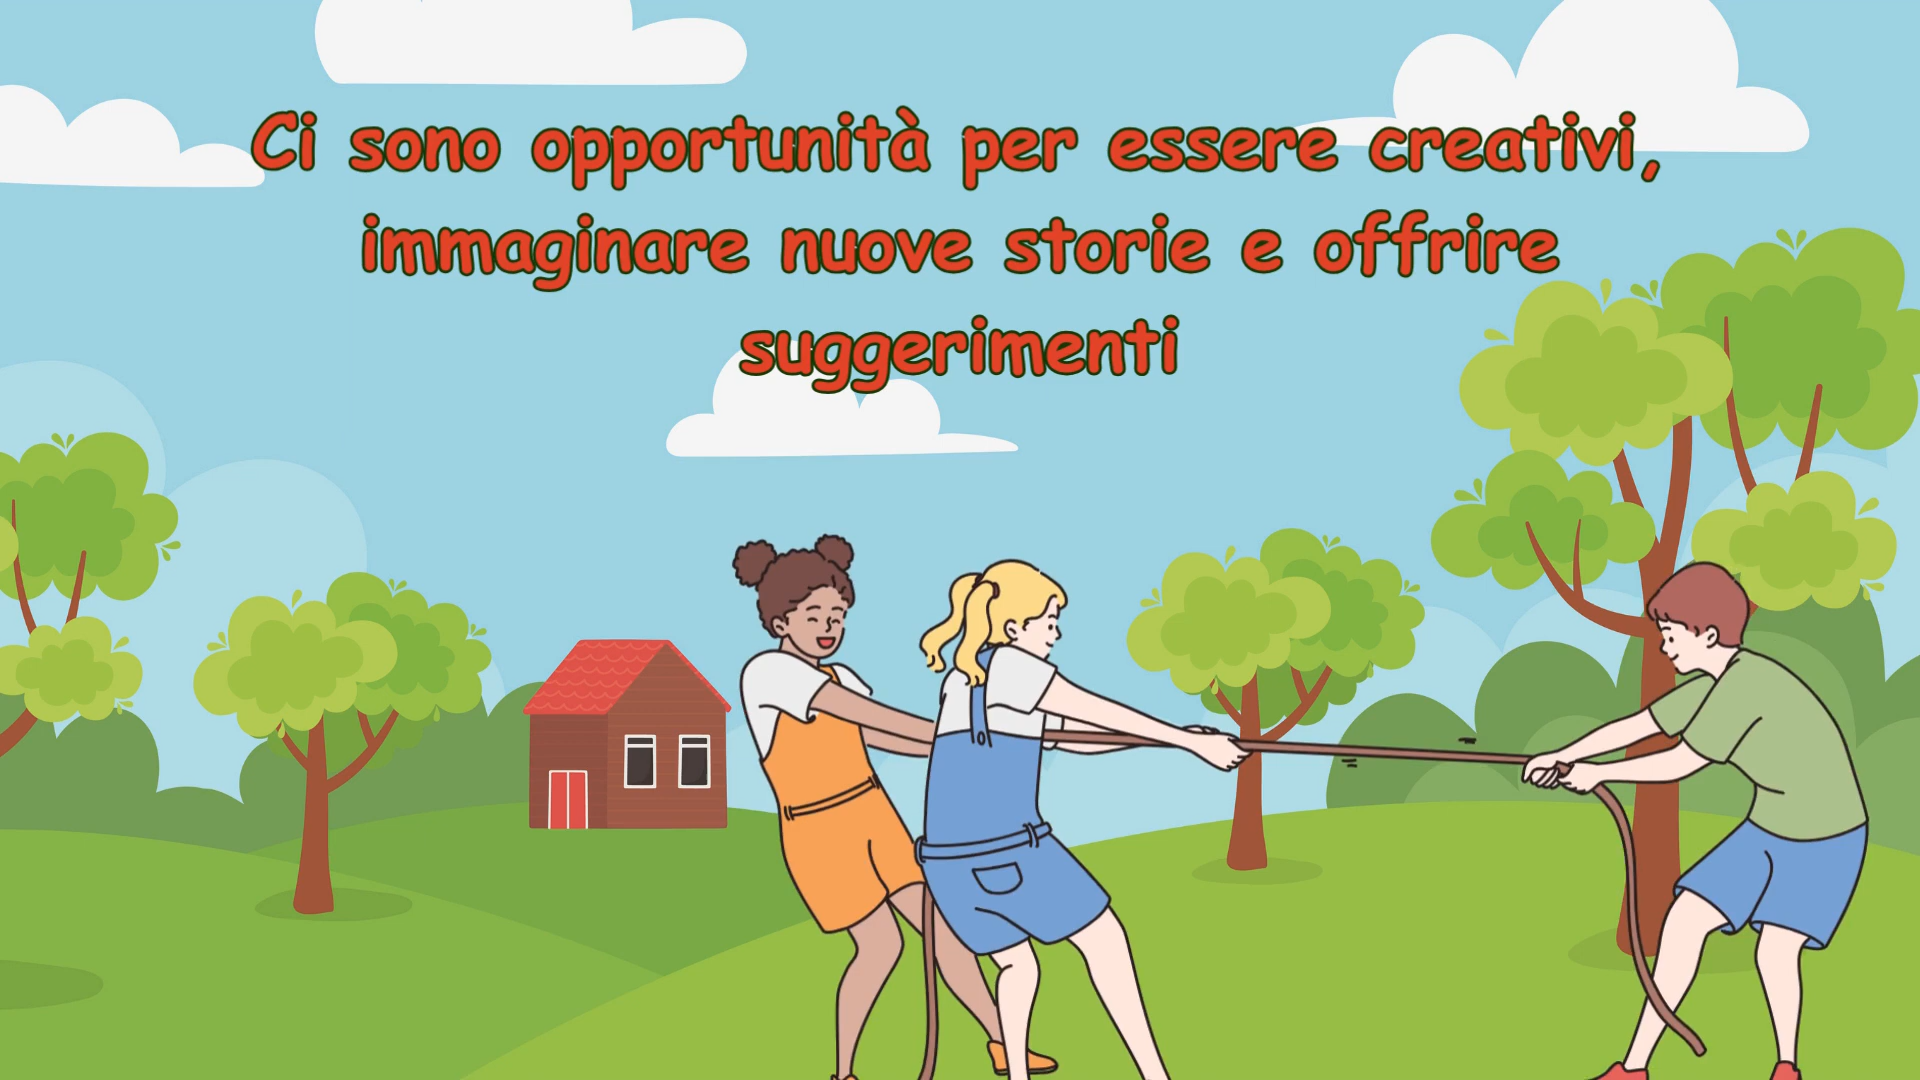 Ci sono opportunità per essere creativi,
immaginare nuove storie e offrire
suggerimenti